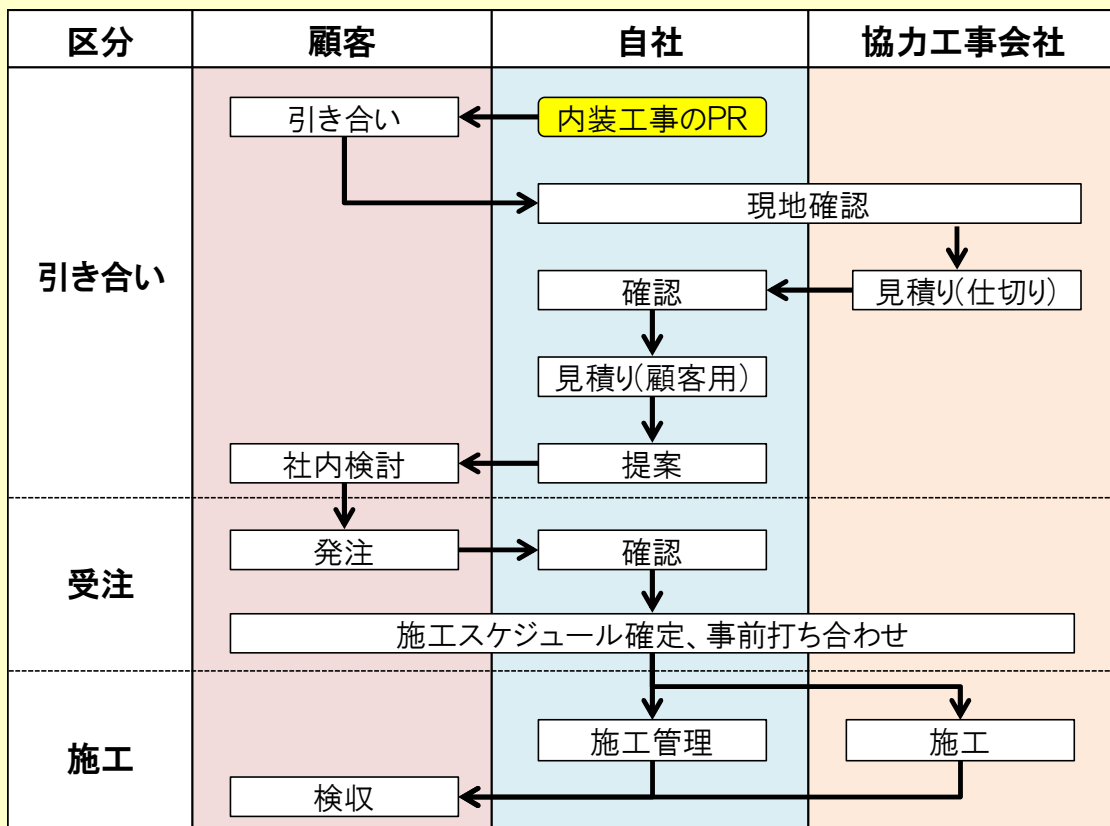 区分
顧客
自社
協力工事会社
引き合い
内装工事のPR
現地確認
引き合い
確認
見積り(仕切り)
見積り(顧客用)
社内検討
提案
受注
発注
確認
施工スケジュール確定、事前打ち合わせ
施工
施工管理
施工
検収